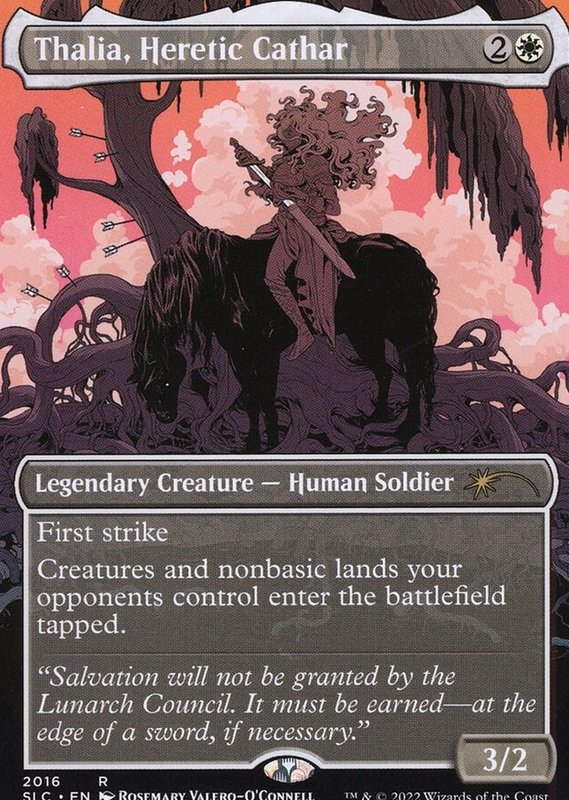 Thalia, Heretic Cathar 2
Legendary Creature — Human Soldier
First strike
Creatures and nonbasic lands your
opponents control enter the battlefield
tapped.
“Salvation will not be granted by the
Lunarch Council. It must be earned—at the
edge of a sword, if necessary.”
3/2
2016 R
SLC • EN Rosemary Valero-O'Connell ™ & © 2022 Wizards of the Coast